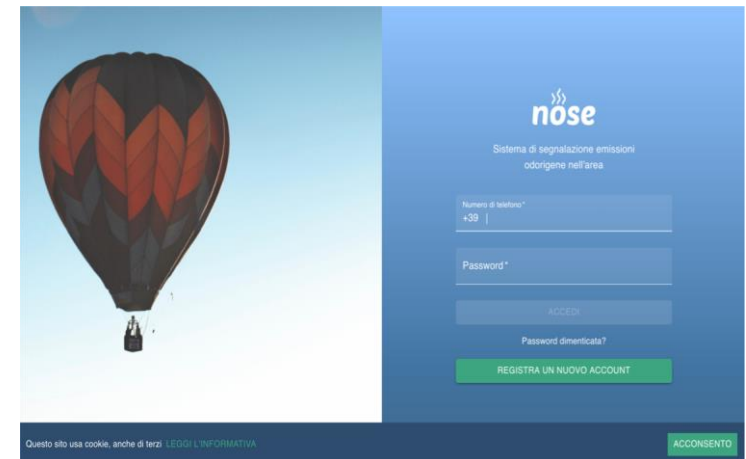 nose
Sistema di segnalazione emissioni
odorigene nell'area
Numero di telefono*
+39
Password*
ACCEDI
Password dimenticata?
REGISTRA UN NUOVO ACCOUNT
Questo sito usa cookie, anche di terzi LEGGI L'INFORMATIVA
ACCONSENTO